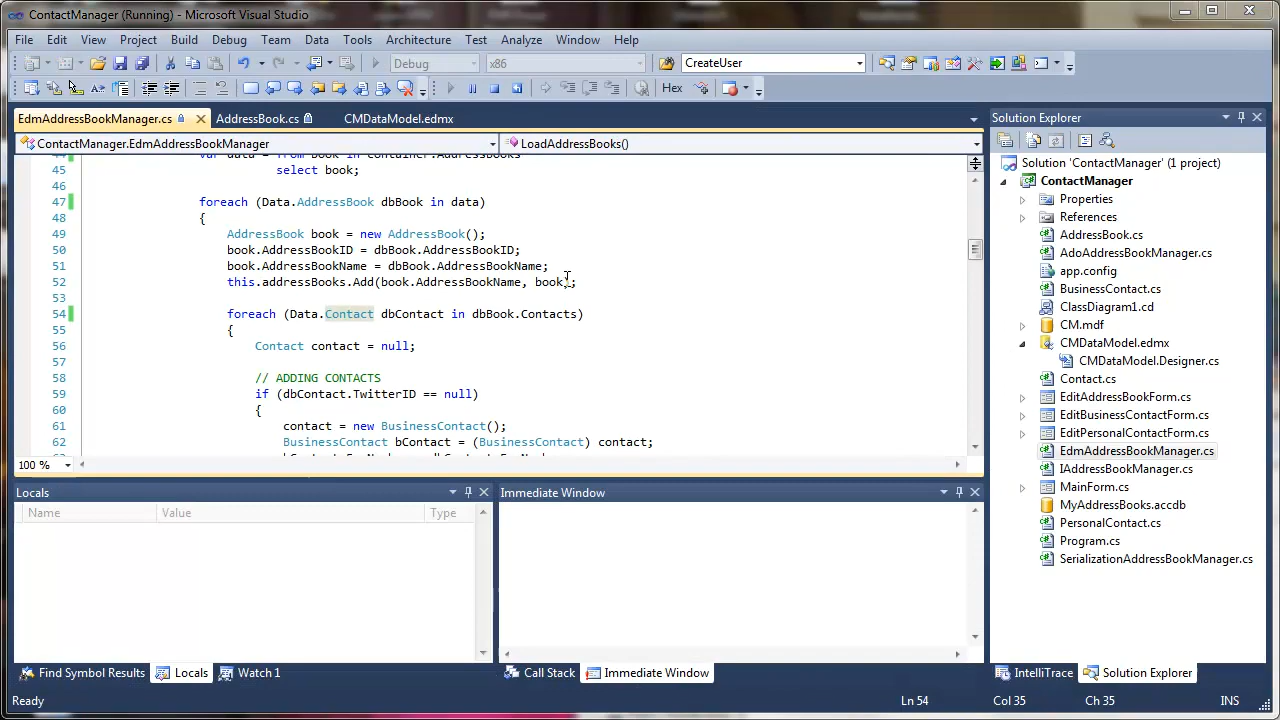 ContactManager (Running) - Microsoft Visual Studio
File Edit View Project Build Debug Team Data Tools Architecture Test Analyze Window Help
Debug x86 CreateUser
Hex
EdmAddressBookManager.cs AddressBook.cs CMDataModel.edmx
ContactManager.EdmAddressBookManager LoadAddressBooks()
44 var data = from book in container.AddressBooks
45 select book;
46
47 foreach (Data.AddressBook dbBook in data)
48 {
49 AddressBook book = new AddressBook();
50 book.AddressBookID = dbBook.AddressBookID;
51 book.AddressBookName = dbBook.AddressBookName;
52 this.addressBooks.Add(book.AddressBookName, book);
53
54 foreach (Data.Contact dbContact in dbBook.Contacts)
55 {
56 Contact contact = null;
57
58 // ADDING CONTACTS
59 if (dbContact.TwitterID == null)
60 {
61 contact = new BusinessContact();
62 BusinessContact bContact = (BusinessContact) contact;
100 %
Locals
Name Value Type
Find Symbol Results Locals Watch 1
Immediate Window
Call Stack Immediate Window
Solution Explorer
Solution 'ContactManager' (1 project)
ContactManager
Properties
References
AddressBook.cs
AdoAddressBookManager.cs
app.config
BusinessContact.cs
ClassDiagram1.cd
CM.mdf
CMDataModel.edmx
CMDataModel.Designer.cs
Contact.cs
EditAddressBookForm.cs
EditBusinessContactForm.cs
EditPersonalContactForm.cs
EdmAddressBookManager.cs
IAddressBookManager.cs
MainForm.cs
MyAddressBooks.accdb
PersonalContact.cs
Program.cs
SerializationAddressBookManager.cs
IntelliTrace Solution Explorer
Ready Ln 54 Col 35 Ch 35 INS